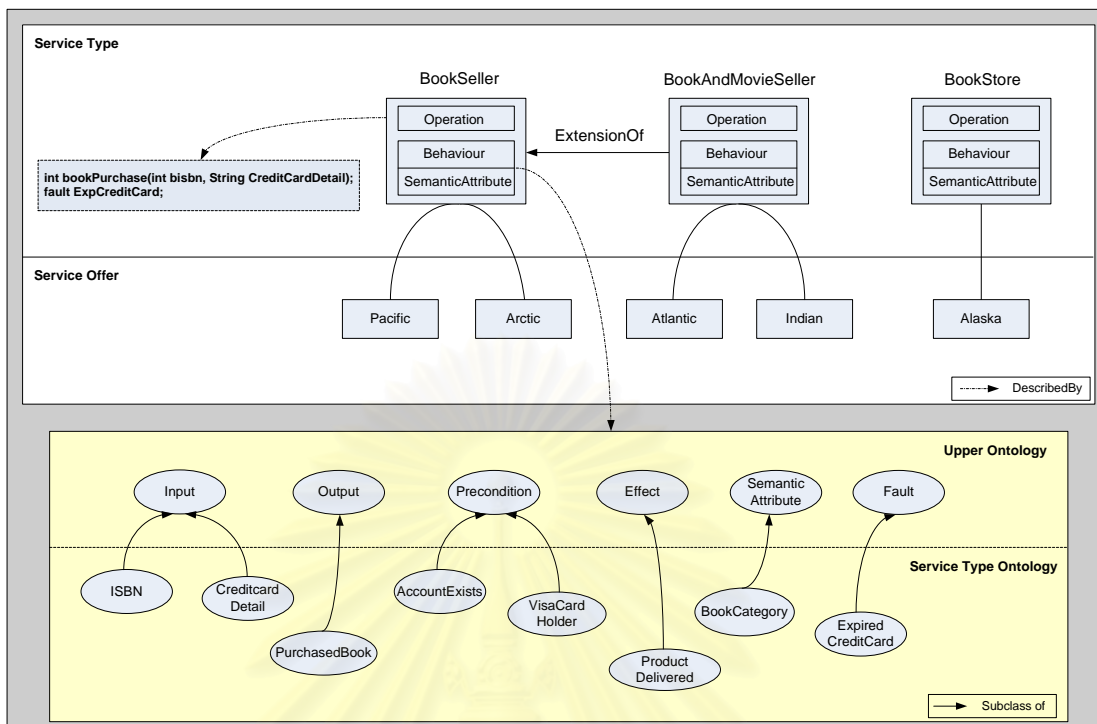 Service Type
BookSeller
BookAndMovieSeller
BookStore
Operation
Behaviour
SemanticAttribute
ExtensionOf
Operation
Behaviour
SemanticAttribute
Operation
Behaviour
SemanticAttribute
int bookPurchase(int bisbn, String CreditCardDetail);
fault ExpCreditCard;
Service Offer
Pacific
Arctic
Atlantic
Indian
Alaska
DescribedBy
Upper Ontology
Input
Output
Precondition
Effect
Semantic
Attribute
Fault
Service Type Ontology
ISBN
Creditcard
Detail
PurchasedBook
AccountExists
VisaCard
Holder
Product
Delivered
BookCategory
Expired
CreditCard
Subclass of